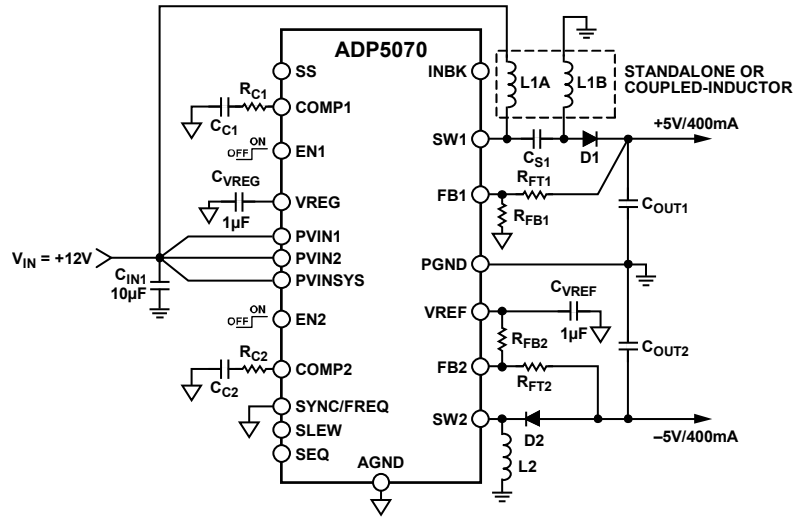 ADP5070
SS
INBK
L1A
L1B
STANDALONE OR
COUPLED-INDUCTOR
RC1
COMP1
CC1
+5V/400mA
SW1
CS1
D1
ON
OFF
EN1
CVREG
VREG
1µF
FB1
RFT1
RFB1
COUT1
PVIN1
VIN = +12V
PVIN2
PGND
CIN1
10µF
PVINSYS
ON
OFF
EN2
VREF
CVREF
1µF
RFB2
COUT2
RC2
COMP2
CC2
FB2
RFT2
SYNC/FREQ
SW2
D2
–5V/400mA
SLEW
L2
SEQ
AGND